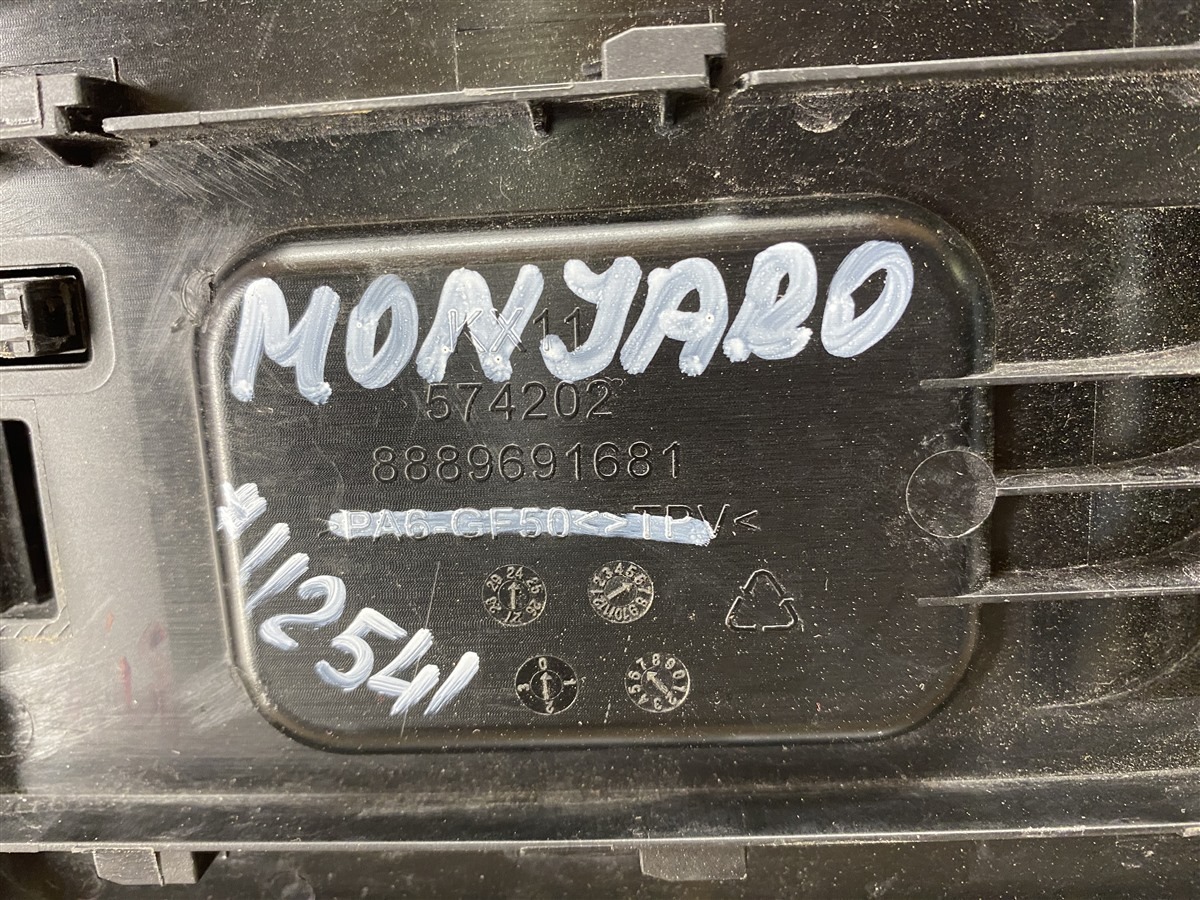 MONJARO
KX11
574202
8889691681
>PA6-GF50<>TPV<
112541